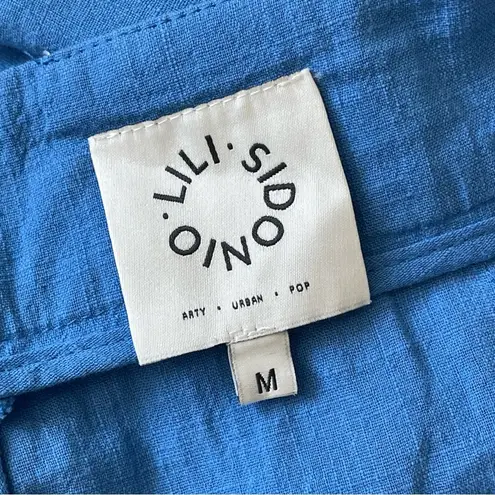 LILI · SIDONIO ·
ARTY • URBAN • POP
M